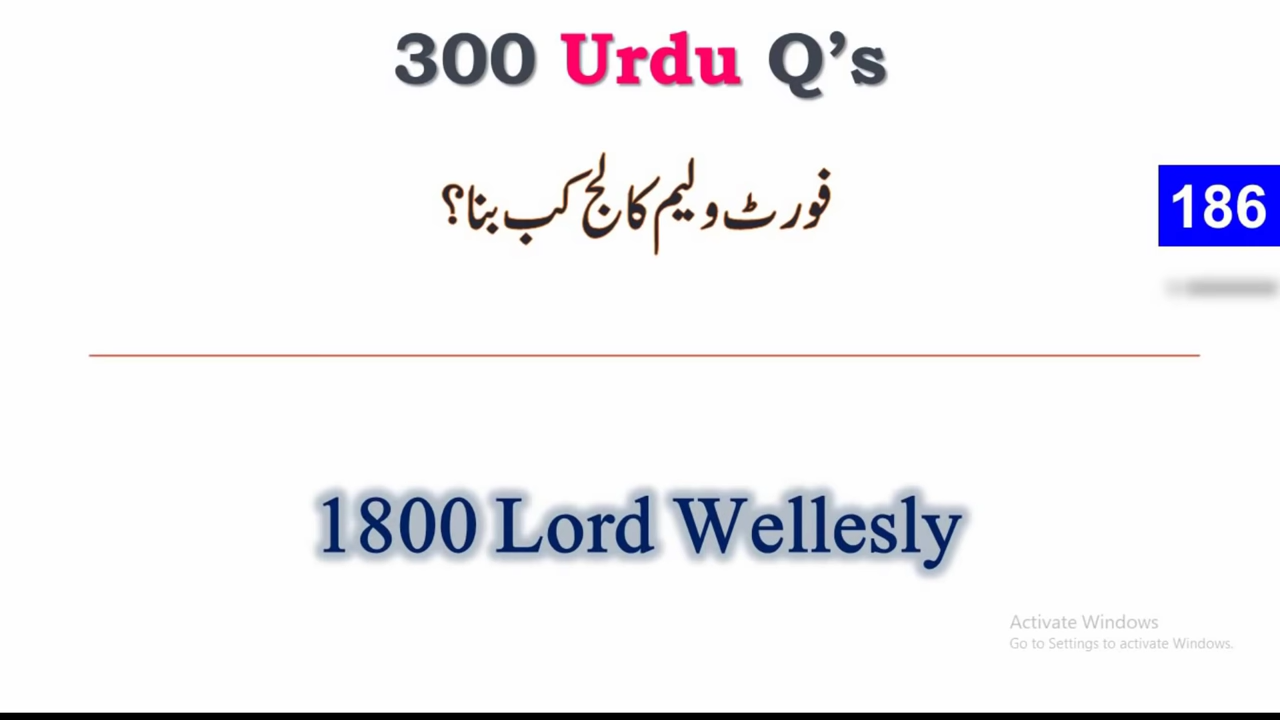 300 Urdu Q’s
فورٹ ولیم کالج کب بنا؟
186
1800 Lord Wellesly
Activate Windows
Go to Settings to activate Windows.